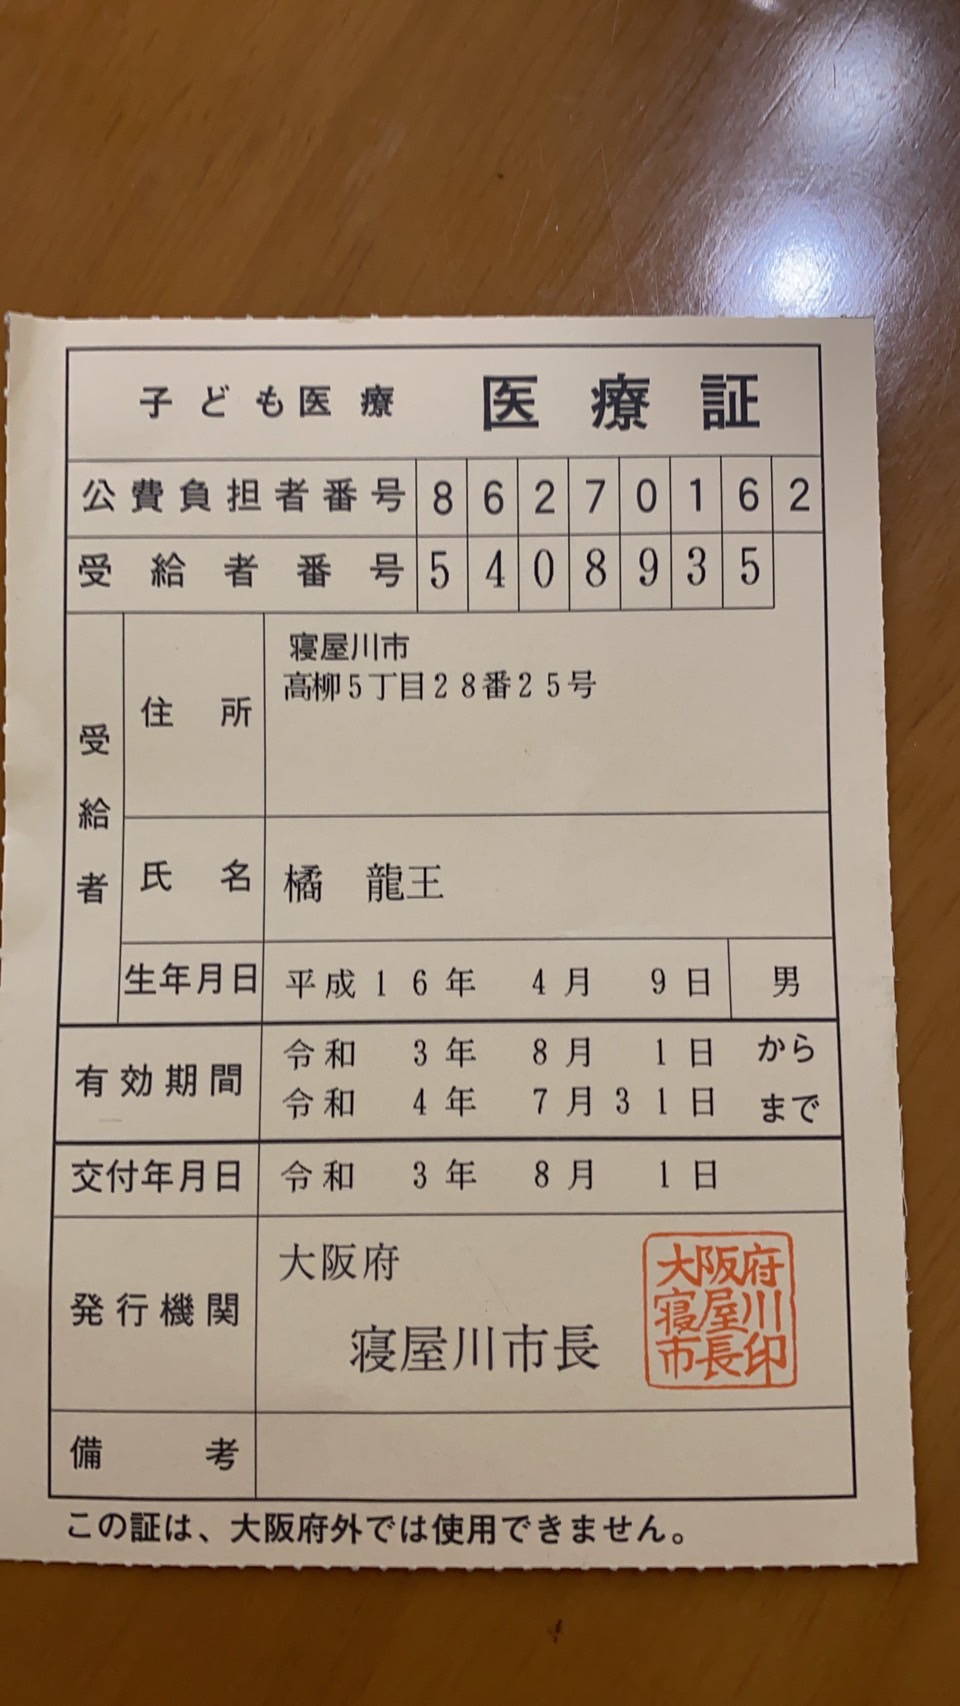 子ども医療 医療証
公費負担者番号 8 6 2 7 0 1 6 2
受給者番号 5 4 0 8 9 3 5
受給者
住所
寝屋川市
高柳5丁目28番25号
氏名 橘 龍王
生年月日 平成16年 4月 9日 男
有効期間
令和 3年 8月 1日 から
令和 4年 7月31日 まで
交付年月日 令和 3年 8月 1日
発行機関
大阪府
寝屋川市長
大阪府
寝屋川
市長印
備考
この証は、大阪府外では使用できません。